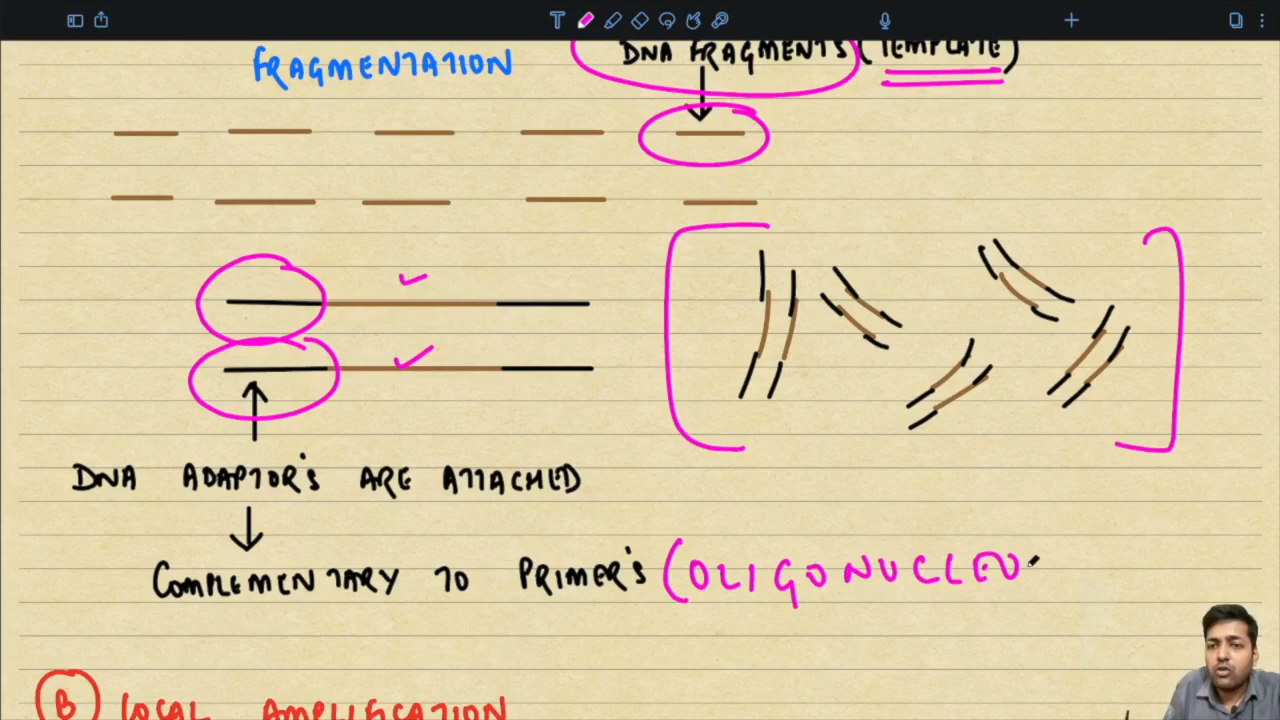 DNA FRAGMENTS (TEMPLATE)
FRAGMENTATION
DNA ADAPTOR'S ARE ATTACHED
COMPLEMENTARY TO PRIMER'S (OLIGONUCLEO
B LOCAL AMPLIFICATION